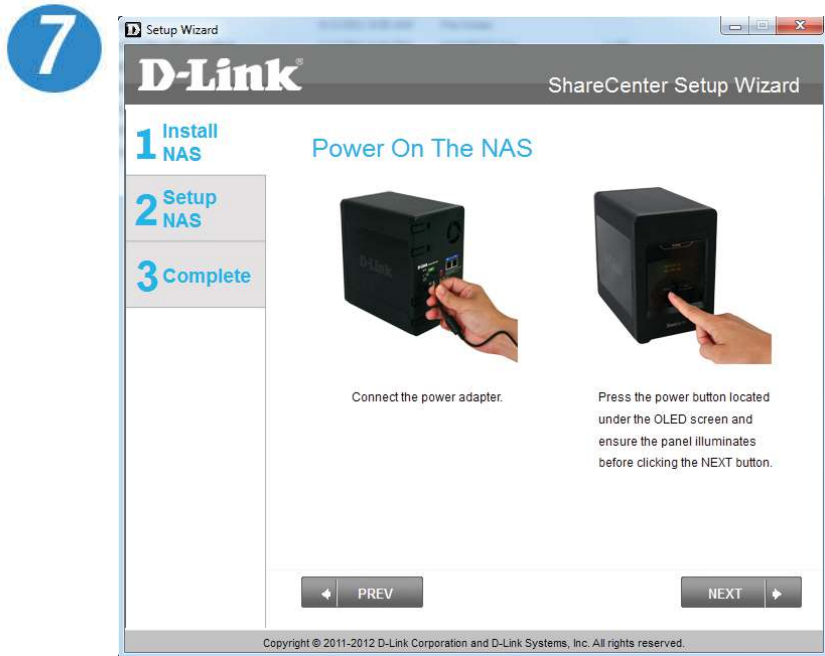 7
Setup Wizard
D-Link®
ShareCenter Setup Wizard
1 Install
NAS
2 Setup
NAS
3 Complete
Power On The NAS
D-Link
Connect the power adapter.
Press the power button located
under the OLED screen and
ensure the panel illuminates
before clicking the NEXT button.
PREV
NEXT
Copyright © 2011-2012 D-Link Corporation and D-Link Systems, Inc. All rights reserved.